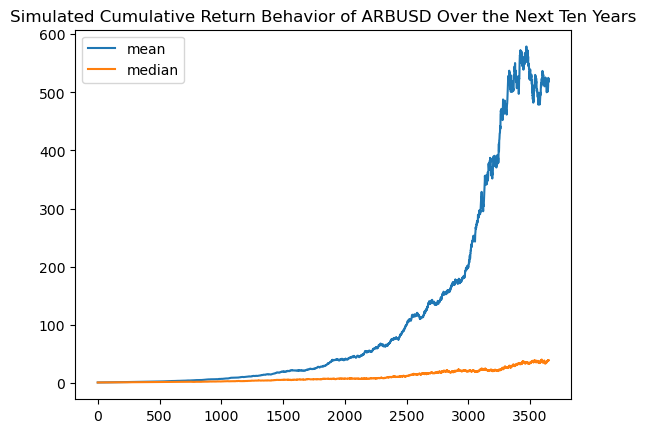 Simulated Cumulative Return Behavior of ARBUSD Over the Next Ten Years
mean
median
600
500
400
300
200
100
0
0 500 1000 1500 2000 2500 3000 3500